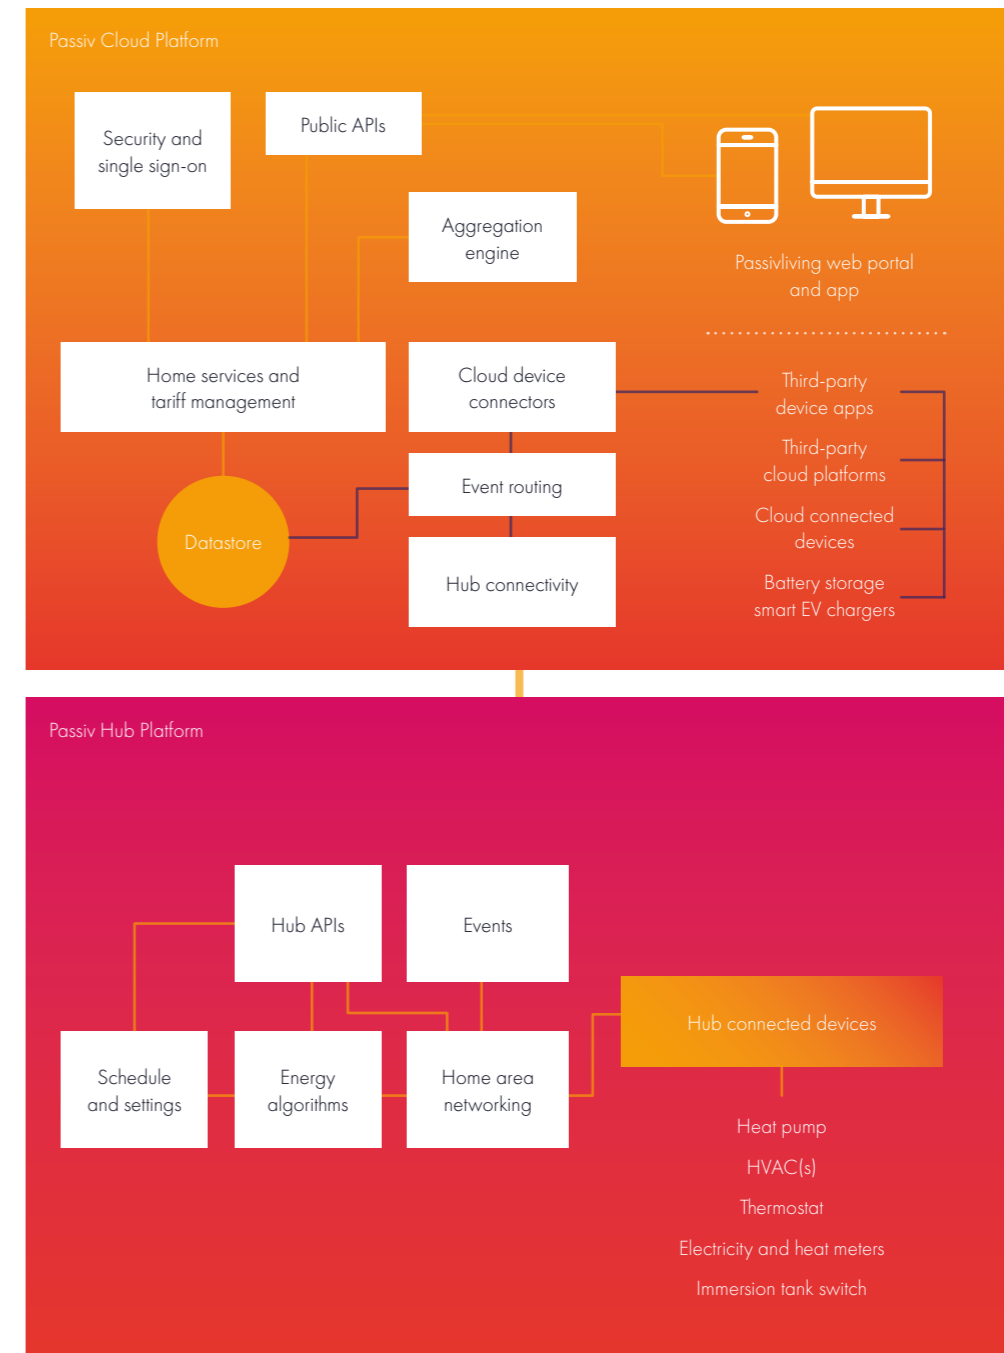 Passiv Cloud Platform
Security and
single sign-on
Public APIs
Aggregation
engine
Passivliving web portal
and app
Home services and
tariff management
Cloud device
connectors
Third-party
device apps
Third-party
cloud platforms
Event routing
Datastore
Cloud connected
devices
Hub connectivity
Battery storage
smart EV chargers
Passiv Hub Platform
Hub APIs
Events
Hub connected devices
Schedule
and settings
Energy
algorithms
Home area
networking
Heat pump
HVAC(s)
Thermostat
Electricity and heat meters
Immersion tank switch